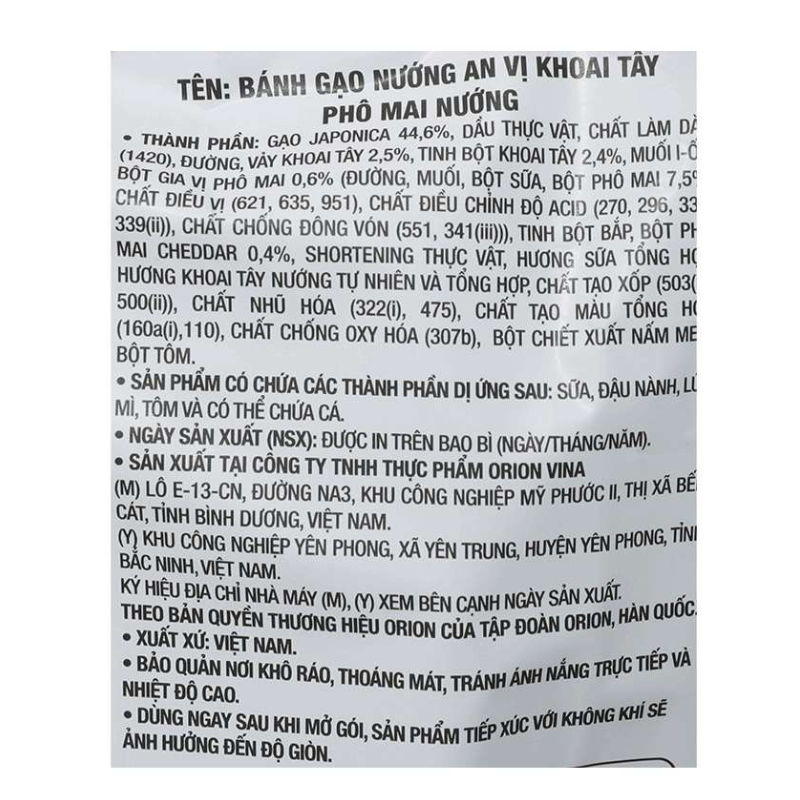 TÊN: BÁNH GẠO NƯỚNG AN VỊ KHOAI TÂY
PHÔ MAI NƯỚNG
• THÀNH PHẦN: GẠO JAPONICA 44,6%, DẦU THỰC VẬT, CHẤT LÀM
(1420), ĐƯỜNG, VẢY KHOAI TÂY 2,5%, TINH BỘT KHOAI TÂY 2,4%, MUỐI
BỘT GIA VỊ PHÔ MAI 0,6% (ĐƯỜNG, MUỐI, BỘT SỮA, BỘT PHÔ MAI 7,5%
CHẤT ĐIỀU VỊ (621, 635, 951), CHẤT ĐIỀU CHỈNH ĐỘ ACID (270, 296,
339(ii)), CHẤT CHỐNG ĐÔNG VÓN (551, 341(iii))), TINH BỘT BẮP, BỘT
MAI CHEDDAR 0,4%, SHORTENING THỰC VẬT, HƯƠNG SỮA TỔNG
HƯƠNG KHOAI TÂY NƯỚNG TỰ NHIÊN VÀ TỔNG HỢP, CHẤT TẠO XỐP (503(
500(ii)), CHẤT NHŨ HÓA (322(i), 475), CHẤT TẠO MÀU TỔNG
(160a(i),110), CHẤT CHỐNG OXY HÓA (307b), BỘT CHIẾT XUẤT NẤM
BỘT TÔM.
• SẢN PHẨM CÓ CHỨA CÁC THÀNH PHẦN DỊ ỨNG SAU: SỮA, ĐẬU NÀNH,
MÌ, TÔM VÀ CÓ THỂ CHỨA CÁ.
• NGÀY SẢN XUẤT (NSX): ĐƯỢC IN TRÊN BAO BÌ (NGÀY/THÁNG/NĂM).
• SẢN XUẤT TẠI CÔNG TY TNHH THỰC PHẨM ORION VINA
(M) LÔ E-13-CN, ĐƯỜNG NA3, KHU CÔNG NGHIỆP MỸ PHƯỚC II, THỊ XÃ
CÁT, TỈNH BÌNH DƯƠNG, VIỆT NAM.
(Y) KHU CÔNG NGHIỆP YÊN PHONG, XÃ YÊN TRUNG, HUYỆN YÊN PHONG,
BẮC NINH, VIỆT NAM.
KÝ HIỆU ĐỊA CHỈ NHÀ MÁY (M), (Y) XEM BÊN CẠNH NGÀY SẢN XUẤT.
THEO BẢN QUYỀN THƯƠNG HIỆU ORION CỦA TẬP ĐOÀN ORION, HÀN QUỐC.
• XUẤT XỨ: VIỆT NAM.
• BẢO QUẢN NƠI KHÔ RÁO, THOÁNG MÁT, TRÁNH ÁNH NẮNG TRỰC TIẾP VÀ
NHIỆT ĐỘ CAO.
• DÙNG NGAY SAU KHI MỞ GÓI, SẢN PHẨM TIẾP XÚC VỚI KHÔNG KHÍ SẼ
ẢNH HƯỞNG ĐẾN ĐỘ GIÒN.